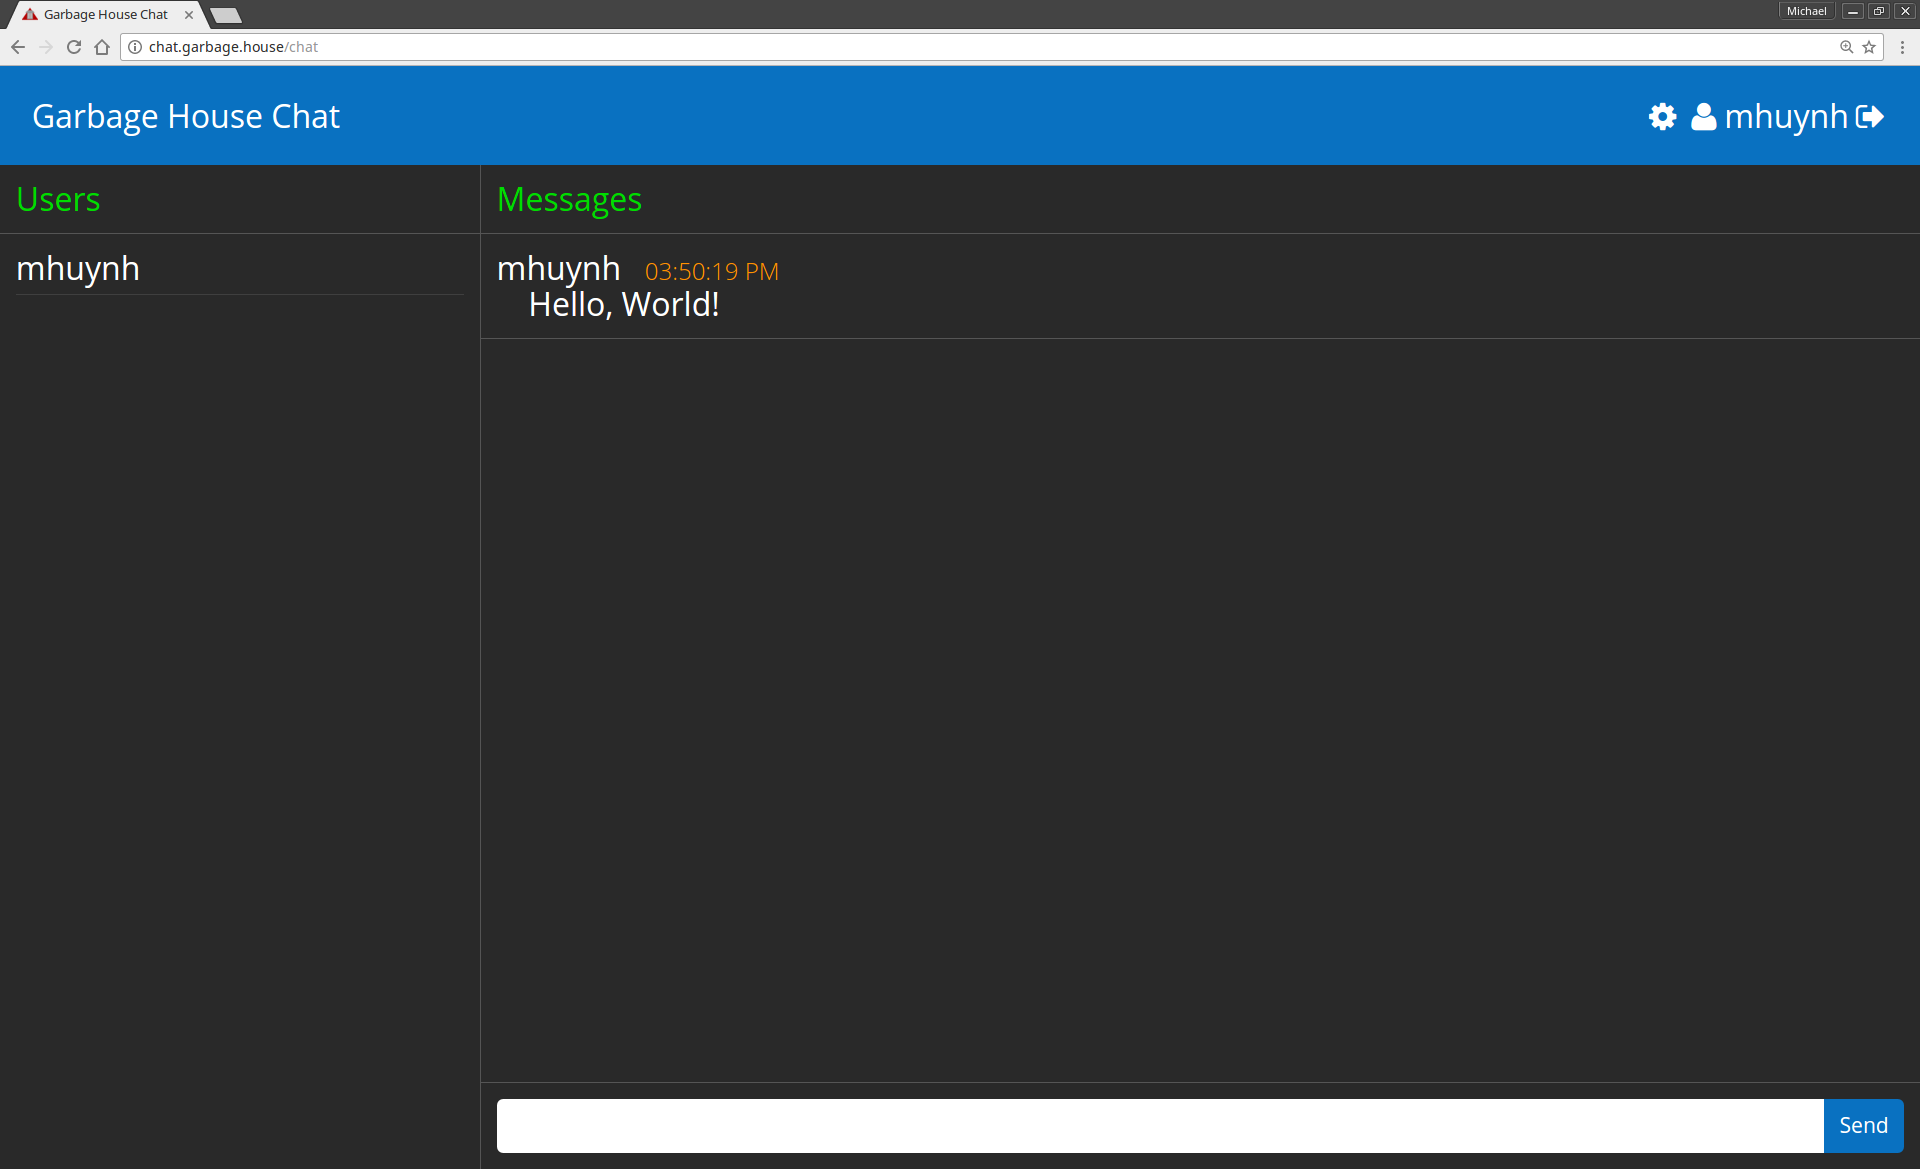 Garbage House Chat
Michael
chat.garbage.house/chat
Garbage House Chat
mhuynh
Users
Messages
mhuynh
mhuynh 03:50:19 PM
Hello, World!
Send